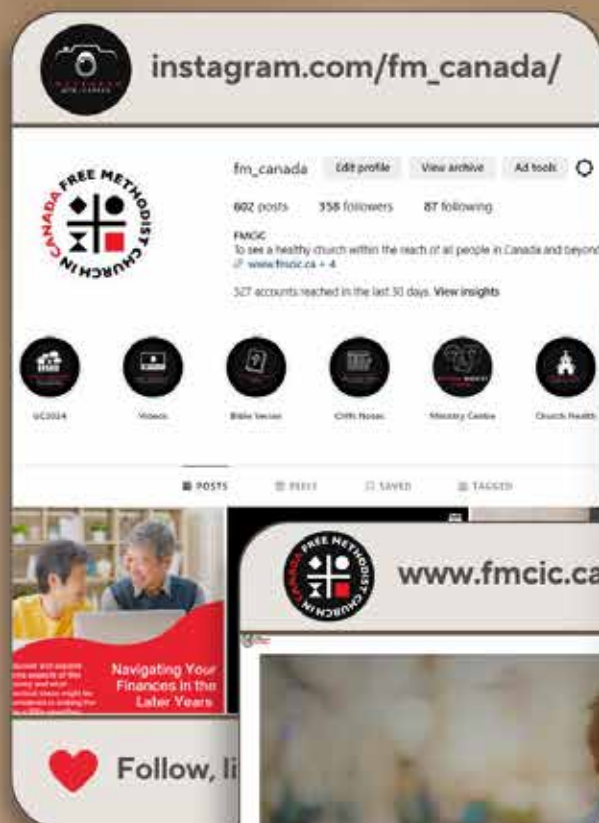 instagram.com/fm_canada/
FREE METHODIST CHURCH IN CANADA
fm_canada Edit profile View archive Ad tools
602 posts 358 followers 87 following
FMCiC
To see a healthy church within the reach of all people in Canada and beyond
www.fmcic.ca + 4
327 accounts reached in the last 30 days. View insights
GC2024 Videos Bible Verses Cliffs Notes Ministry Centre Church Health
POSTS REELS SAVED TAGGED
Navigating Your
Finances in the
Later Years
FREE METHODIST CHURCH IN CANADA
www.fmcic.ca
Follow, li